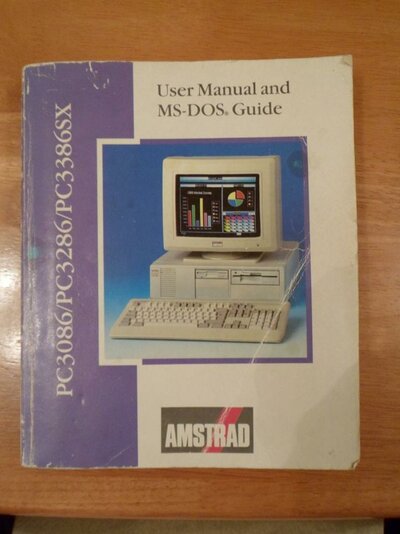 User Manual and
MS-DOS® Guide
PC3086/PC3286/PC3386SX
AMSTRAD